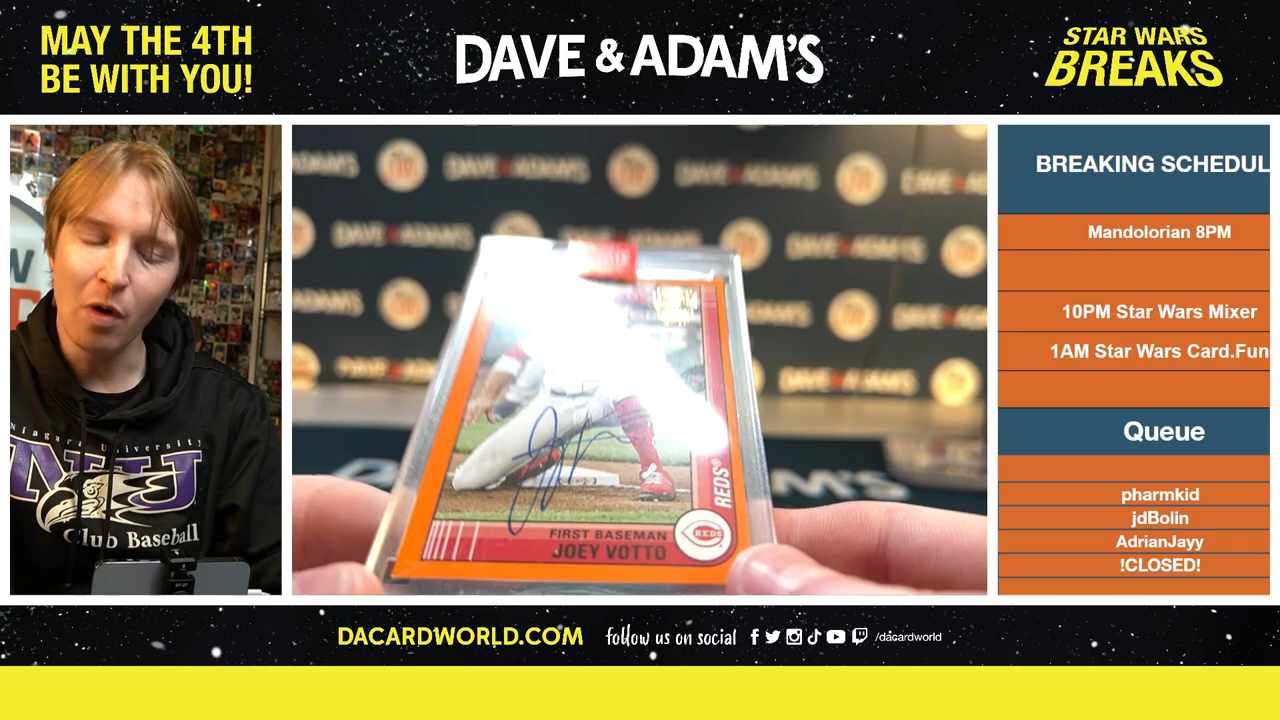 MAY THE 4TH
BE WITH YOU!
DAVE & ADAM'S
STAR WARS
BREAKS
BREAKING SCHEDUL
Mandolorian 8PM
10PM Star Wars Mixer
1AM Star Wars Card.Fun
Queue
pharmkid
jdBolin
AdrianJayy
!CLOSED!
Niagara University
NU
Club Baseball
DAVE & ADAM'S
REDS
FIRST BASEMAN
JOEY VOTTO
REDS
DACARDWORLD.COM
follow us on social
/dacardworld